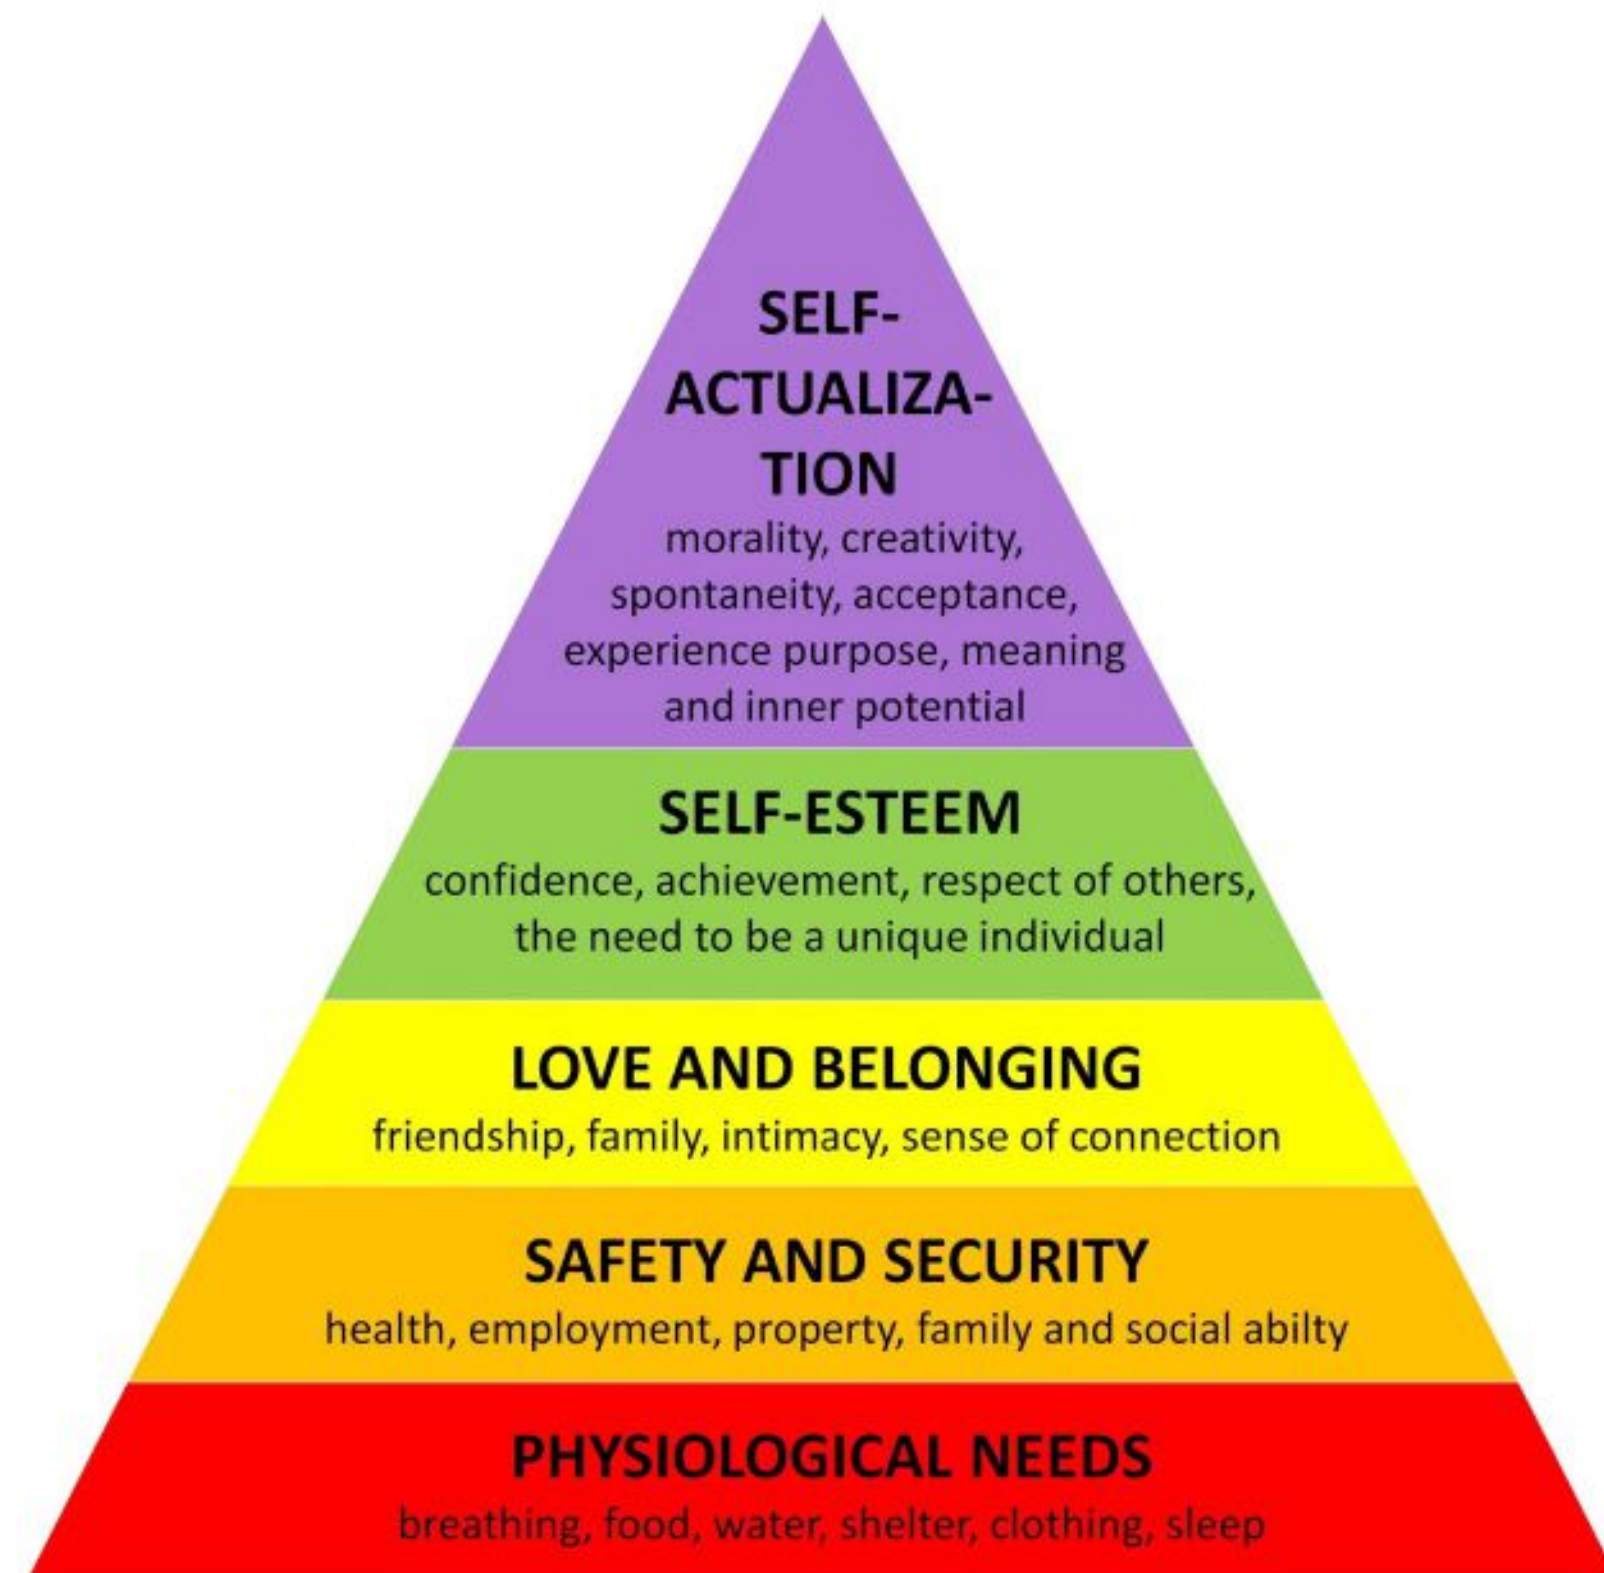 SELF-
ACTUALIZA-
TION
morality, creativity,
spontaneity, acceptance,
experience purpose, meaning
and inner potential
SELF-ESTEEM
confidence, achievement, respect of others,
the need to be a unique individual
LOVE AND BELONGING
friendship, family, intimacy, sense of connection
SAFETY AND SECURITY
health, employment, property, family and social abilty
PHYSIOLOGICAL NEEDS
breathing, food, water, shelter, clothing, sleep